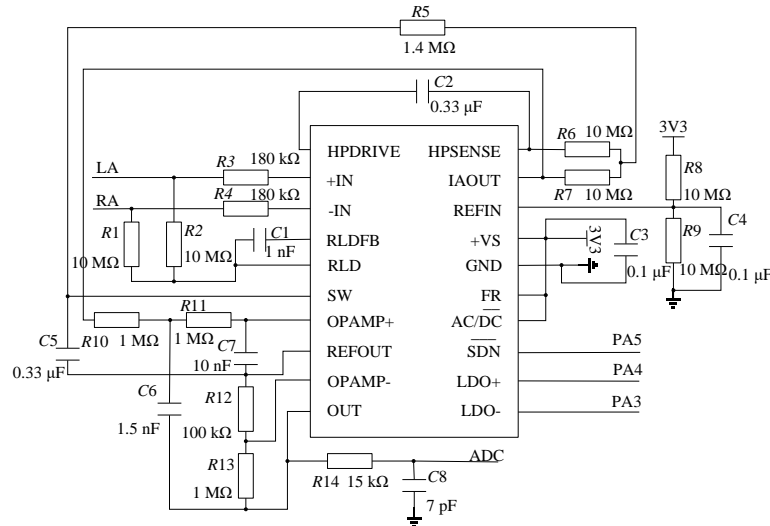 R5
1.4 MΩ
C2
0.33 μF
R6
10 MΩ
3V3
HPDRIVE
HPSENSE
LA
R3
180 kΩ
R8
+IN
IAOUT
10 MΩ
R7
10 MΩ
RA
R4
180 kΩ
-IN
REFIN
C4
R1
R2
C1
RLDFB
+VS
3V3
C3
R9
10 MΩ
10 MΩ
1 nF
RLD
GND
0.1 μF
10 MΩ
0.1 μF
SW
FR
R11
C5
R10
1 MΩ
1 MΩ
OPAMP+
AC/DC
C7
REFOUT
SDN
PA5
0.33 μF
10 nF
C6
R12
OPAMP-
LDO+
PA4
1.5 nF
100 kΩ
OUT
LDO-
PA3
R13
ADC
1 MΩ
R14
15 kΩ
C8
7 pF